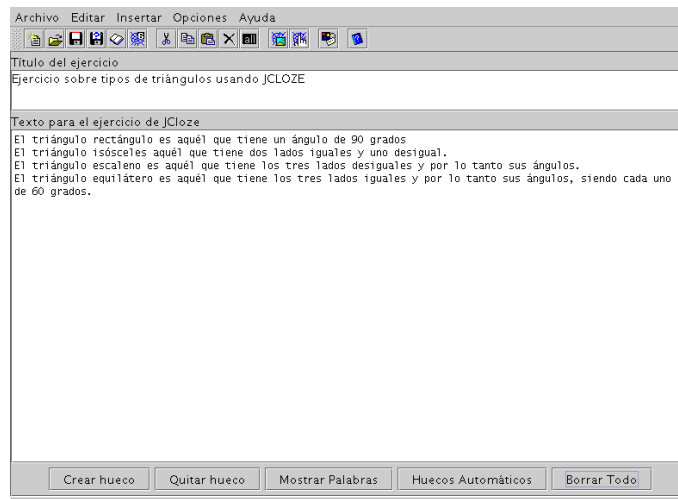 Archivo Editar Insertar Opciones Ayuda
Título del ejercicio
Ejercicio sobre tipos de triángulos usando JCLOZE
Texto para el ejercicio de JCloze
El triángulo rectángulo es aquél que tiene un ángulo de 90 grados
El triángulo isósceles aquél que tiene dos lados iguales y uno desigual.
El triángulo escaleno es aquél que tiene los tres lados desiguales y por lo tanto sus ángulos.
El triángulo equilátero es aquél que tiene los tres lados iguales y por lo tanto sus ángulos, siendo cada uno
de 60 grados.
Crear hueco Quitar hueco Mostrar Palabras Huecos Automáticos Borrar Todo